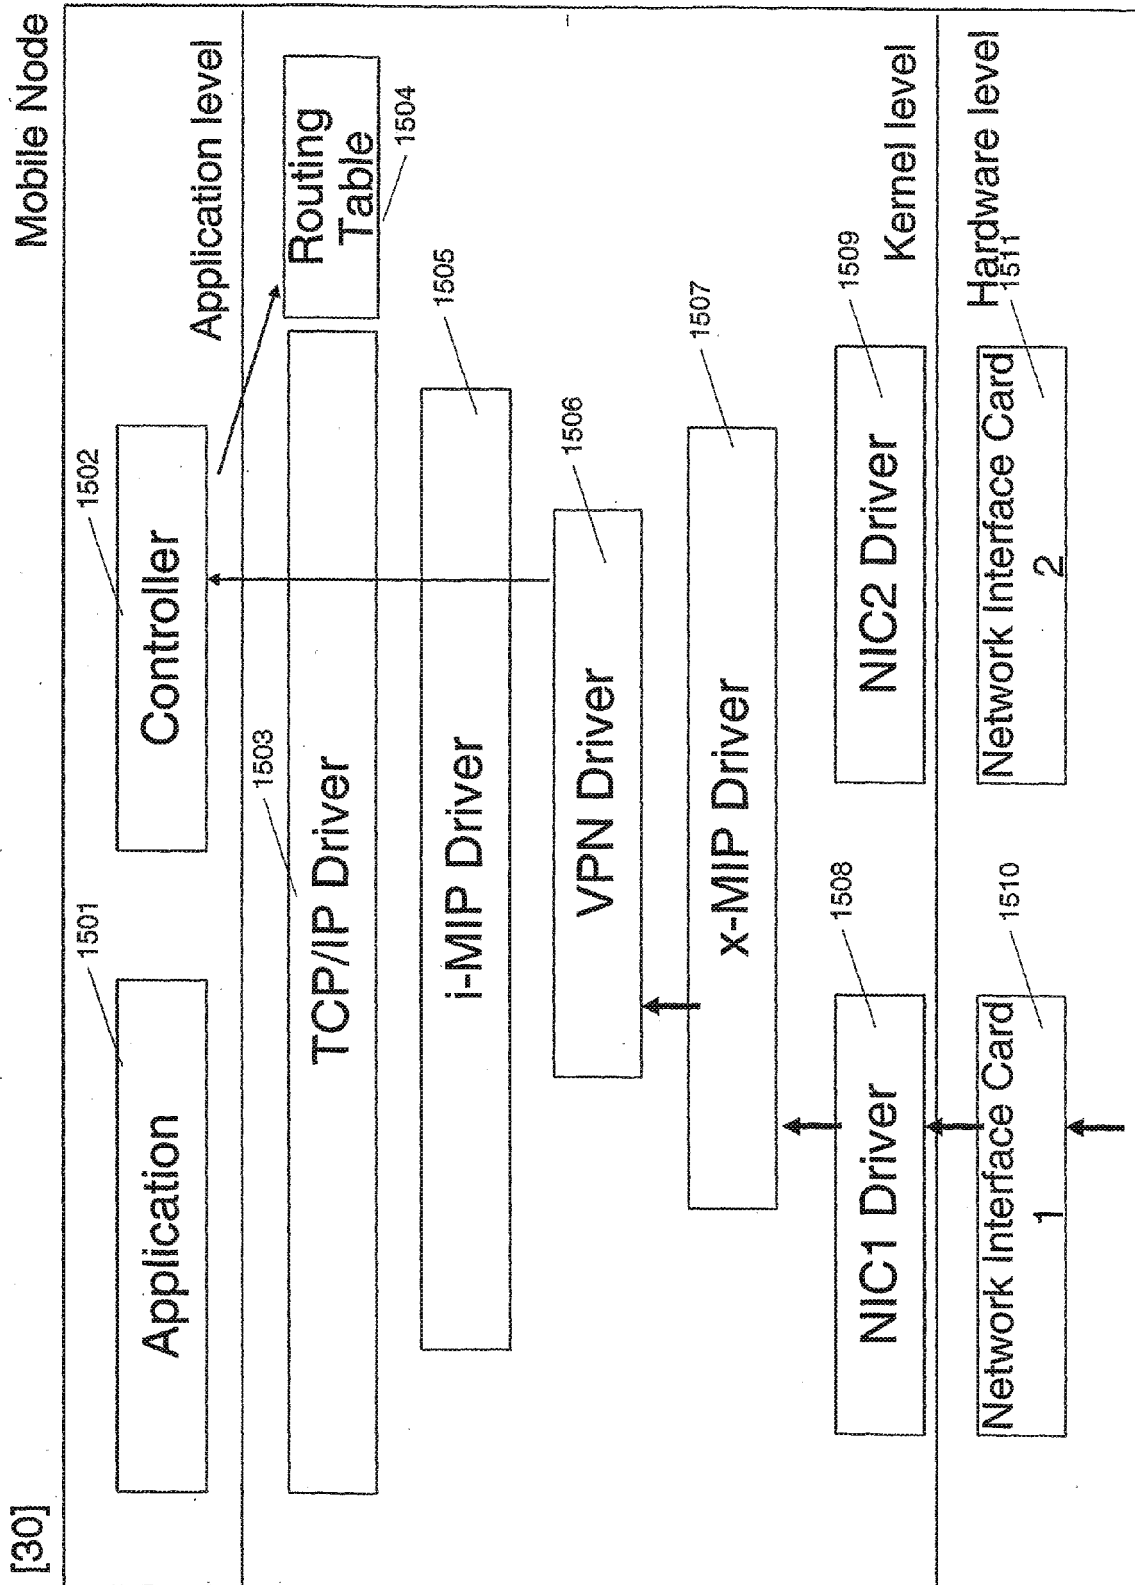 [30]
Mobile Node
Application level
1501
Application
1502
Controller
1503
TCP/IP Driver
Routing
Table
1504
i-MIP Driver
1505
VPN Driver
1506
x-MIP Driver
1507
NIC1 Driver
1508
NIC2 Driver
1509
Kernel level
Hardware level
Network Interface Card
1
1510
Network Interface Card
2
1511